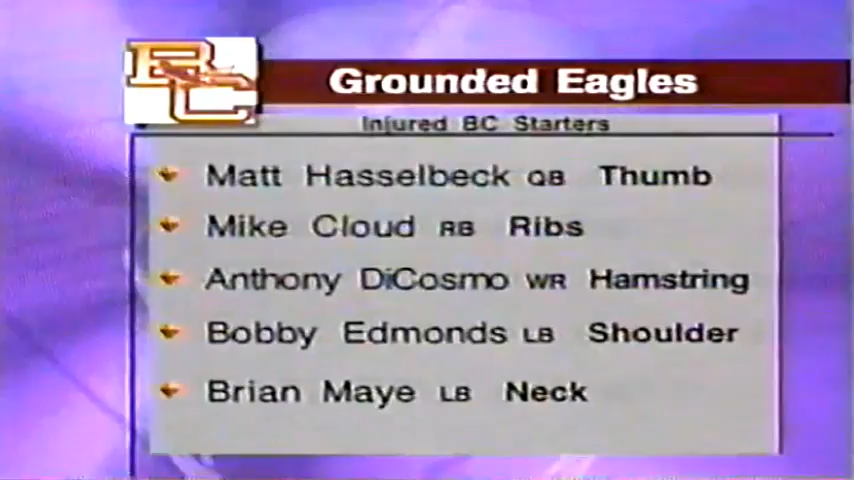 BC
Grounded Eagles
Injured BC Starters
Matt Hasselbeck QB Thumb
Mike Cloud RB Ribs
Anthony DiCosmo WR Hamstring
Bobby Edmonds LB Shoulder
Brian Maye LB Neck